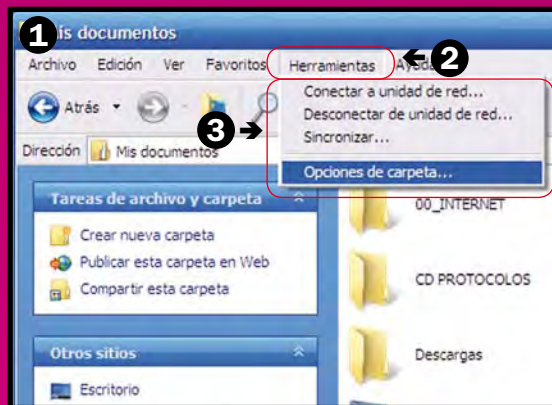 1
is documentos
Archivo Edición Ver Favoritos Herramientas Ayuda
2
Atrás
3
Conectar a unidad de red...
Desconectar de unidad de red...
Sincronizar...
Opciones de carpeta...
Dirección Mis documentos
Tareas de archivo y carpeta
Crear nueva carpeta
Publicar esta carpeta en Web
Compartir esta carpeta
Otros sitios
Escritorio
00_INTERNET
CD PROTOCOLOS
Descargas